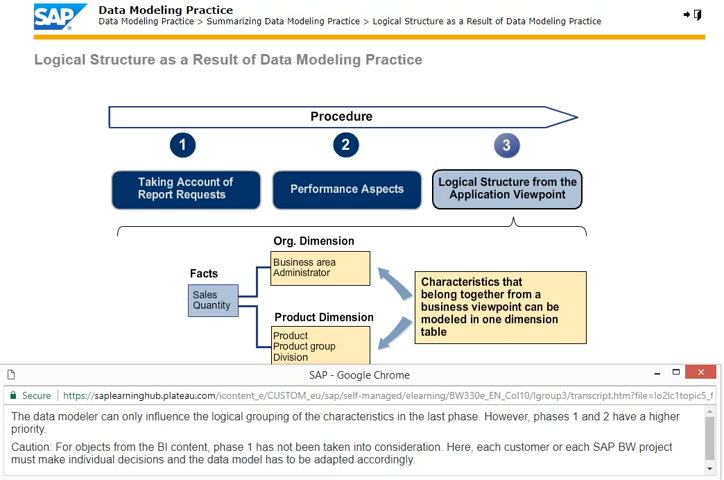 SAP
Data Modeling Practice
Data Modeling Practice > Summarizing Data Modeling Practice > Logical Structure as a Result of Data Modeling Practice
Logical Structure as a Result of Data Modeling Practice
Procedure
1
2
3
Taking Account of
Report Requests
Performance Aspects
Logical Structure from the
Application Viewpoint
Org. Dimension
Business area
Administrator
Facts
Sales
Quantity
Characteristics that
belong together from a
business viewpoint can be
modeled in one dimension
table
Product Dimension
Product
Product group
Division
SAP - Google Chrome
Secure
https://saplearninghub.plateau.com/icontent_e/CUSTOM_eu/sap/self-managed/elearning/BW330e_EN_Col10/lgroup3/transcript.htm?file=lo2lc1topic5_f
The data modeler can only influence the logical grouping of the characteristics in the last phase. However, phases 1 and 2 have a higher
priority.
Caution: For objects from the BI content, phase 1 has not been taken into consideration. Here, each customer or each SAP BW project
must make individual decisions and the data model has to be adapted accordingly.